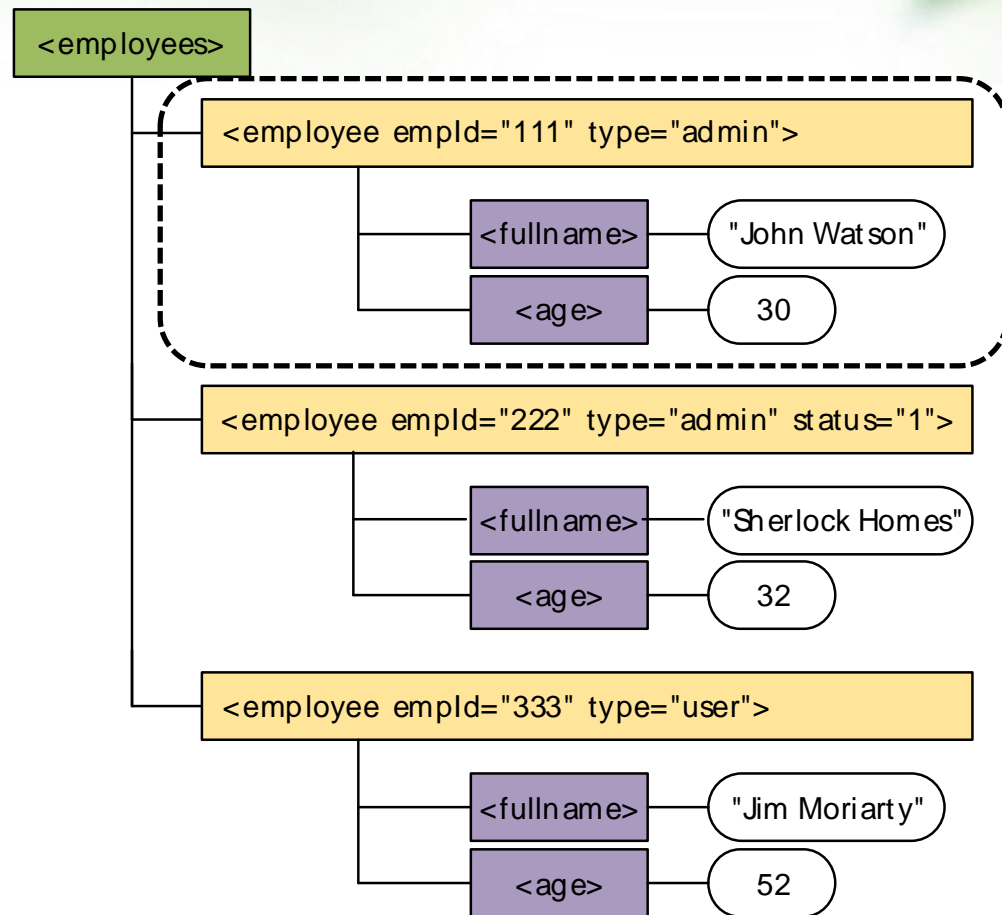 <employees>
<employee empId="111" type="admin">
<fullname> "John Watson"
<age> 30
<employee empId="222" type="admin" status="1">
<fullname> "Sherlock Homes"
<age> 32
<employee empId="333" type="user">
<fullname> "Jim Moriarty"
<age> 52